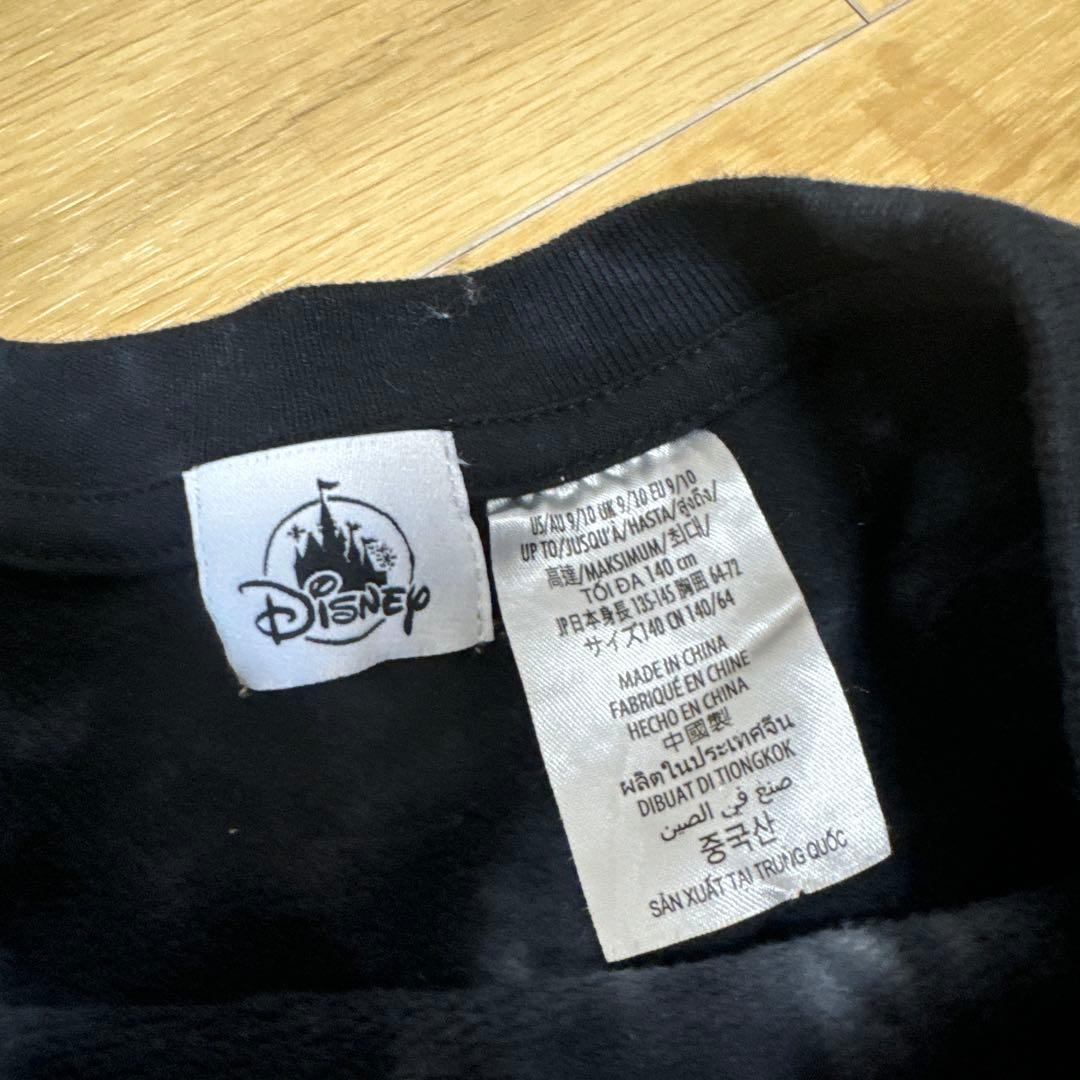 Disney
US/AU 9/10 UK 9/10 EU 9/10
UP TO/JUSQU'À/HASTA/สูงถึง/
高達/MAKSIMUM/최대/
TỐI ĐA 140 cm
JP日本身長 135-145 胸囲 64-72
サイズ140 CN 140/64
MADE IN CHINA
FABRIQUÉ EN CHINE
HECHO EN CHINA
中國製
ผลิตในประเทศจีน
DIBUAT DI TIONGKOK
صنع في الصين
중국산
SẢN XUẤT TẠI TRUNG QUỐC